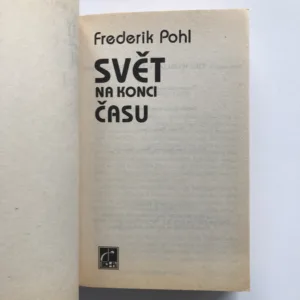 Frederik Pohl
SVĚT
NA KONCI
ČASU